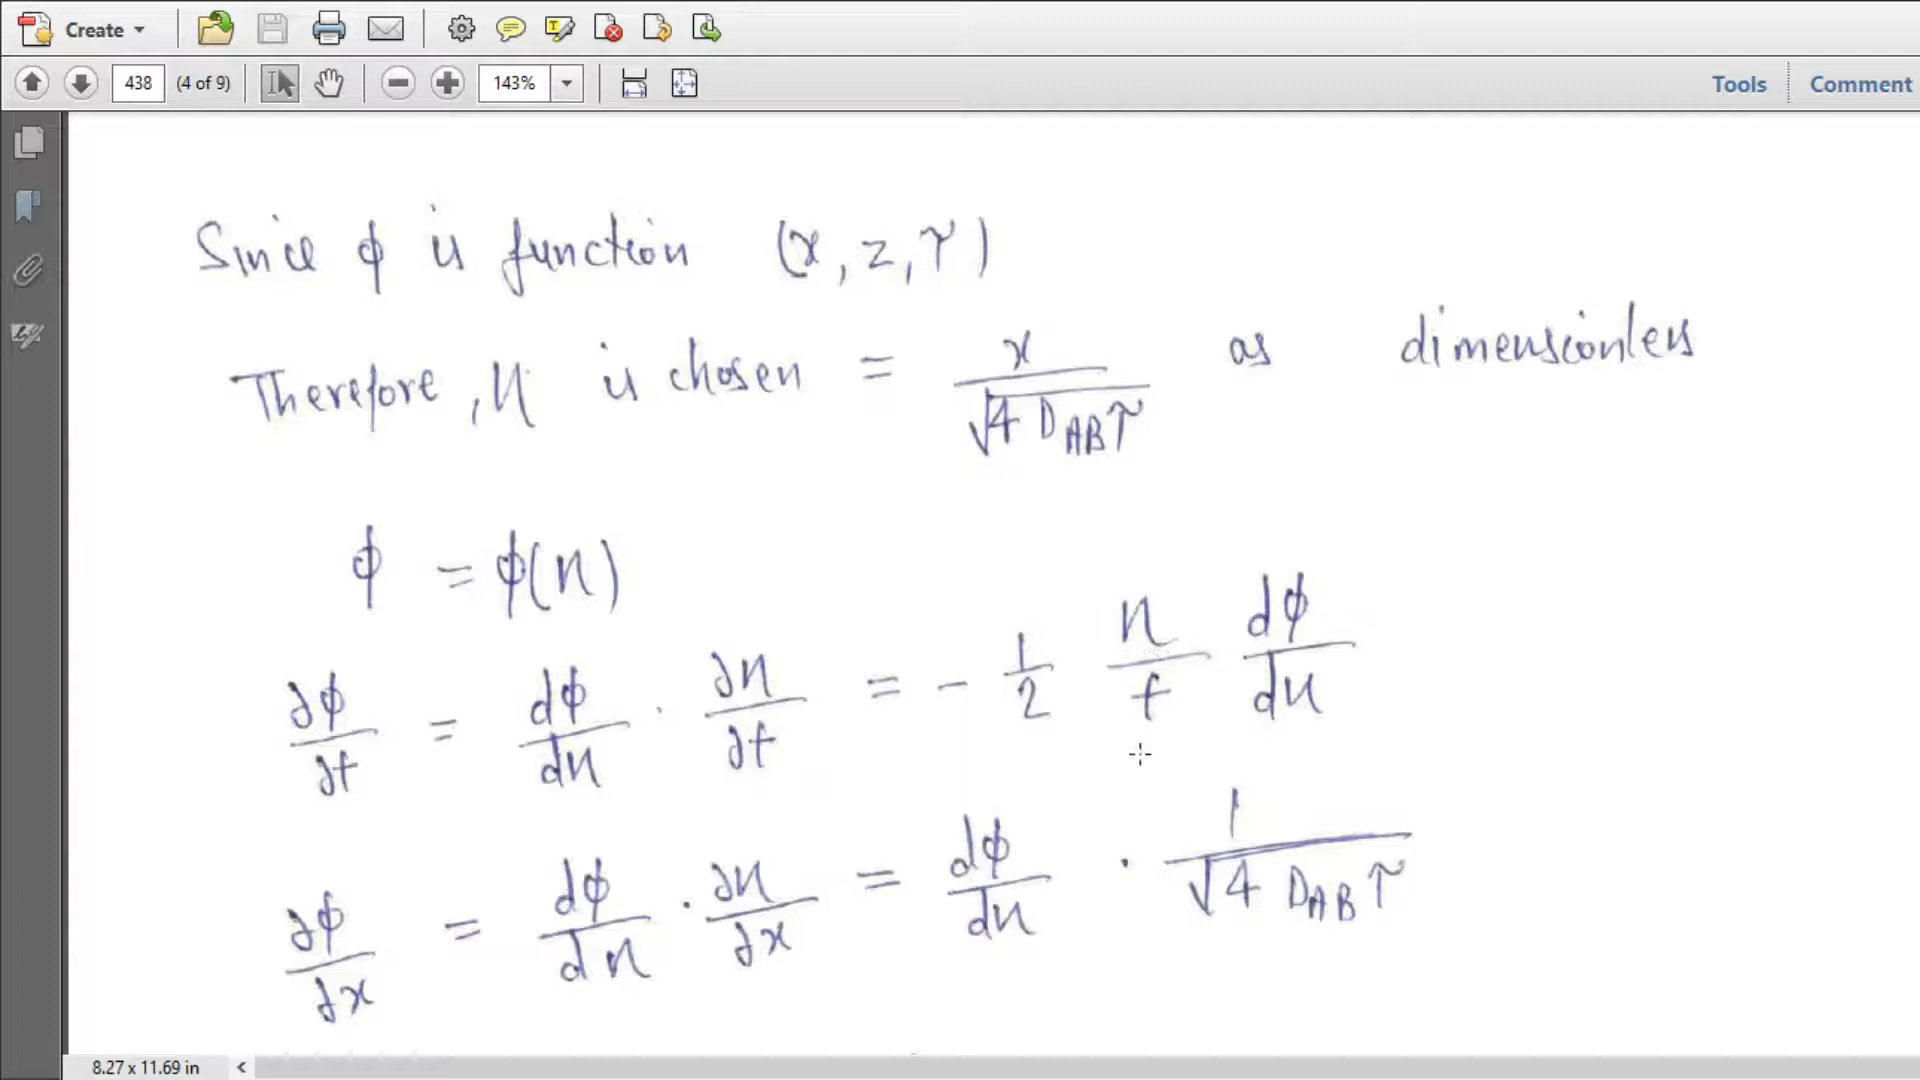 Create
438 (4 of 9) 143% Tools Comment
Since ϕ is function (x, z, τ)
Therefore, η is chosen = x / √4 D_AB τ as dimensionless
ϕ = ϕ(η)
∂ϕ/∂t = dϕ/dη · ∂η/∂t = - 1/2 η/t dϕ/dη
∂ϕ/∂x = dϕ/dη · ∂η/∂x = dϕ/dη · 1/√4 D_AB τ
8.27 x 11.69 in